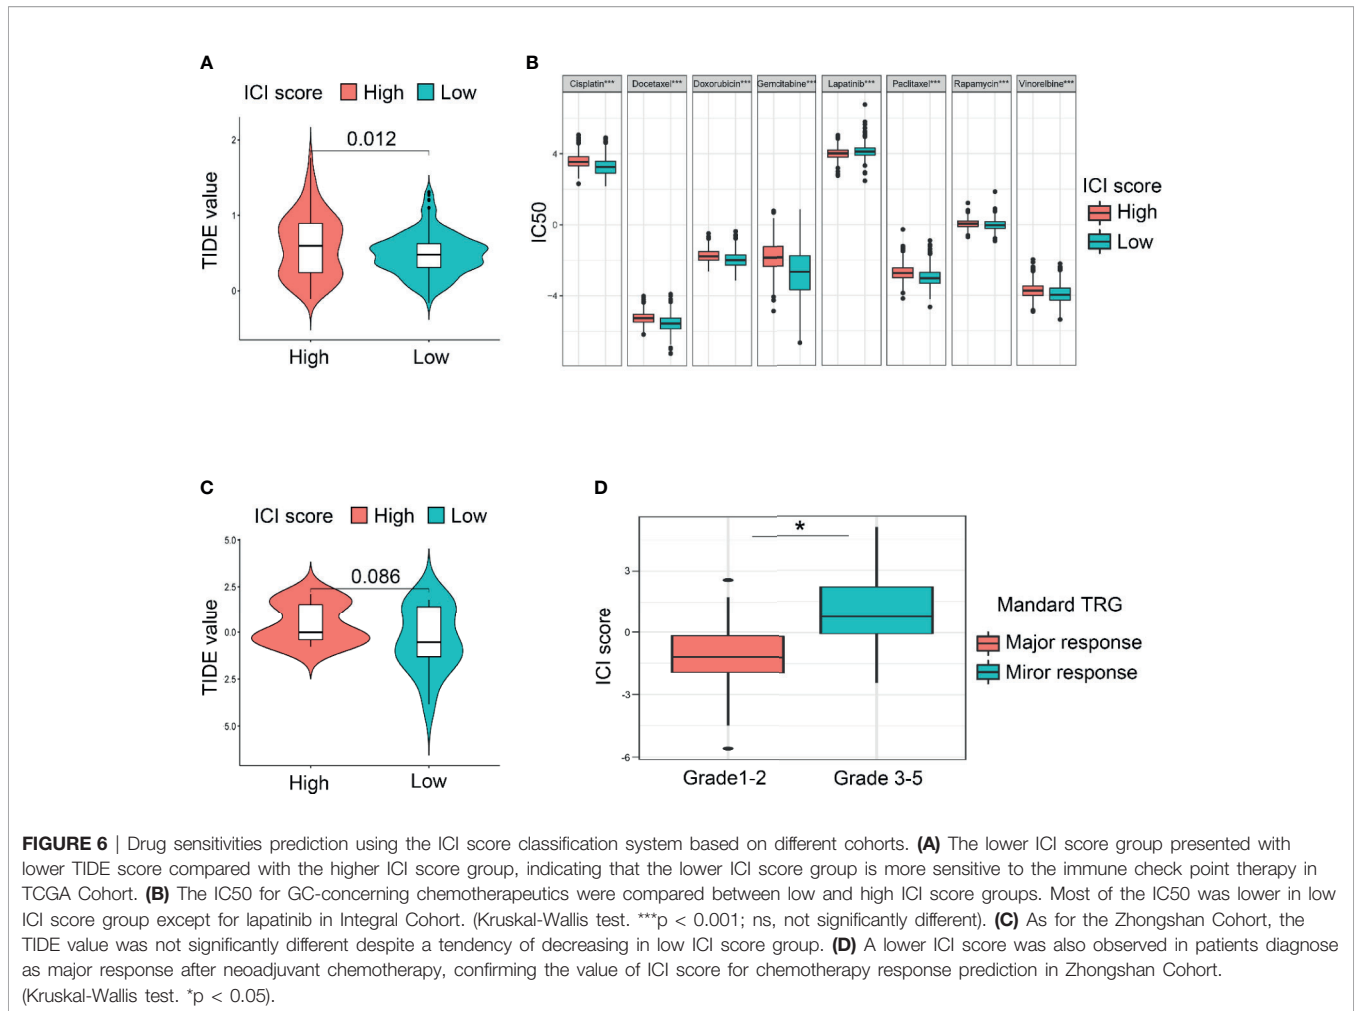 A
ICI score High Low
TIDE value
2
1
0
0.012
High Low
B
Cisplatin*** Docetaxel*** Doxorubicin*** Gemcitabine*** Lapatinib*** Paclitaxel*** Rapamycin*** Vinorelbine***
IC50
4
0
−4
ICI score
High
Low
C
ICI score High Low
TIDE value
5.0
2.5
0.0
2.5
5.0
0.086
High Low
D
ICI score
3
0
-3
-6
*
Grade1-2 Grade 3-5
Mandard TRG
Major response
Miror response
FIGURE 6 | Drug sensitivities prediction using the ICI score classification system based on different cohorts. (A) The lower ICI score group presented with
lower TIDE score compared with the higher ICI score group, indicating that the lower ICI score group is more sensitive to the immune check point therapy in
TCGA Cohort. (B) The IC50 for GC-concerning chemotherapeutics were compared between low and high ICI score groups. Most of the IC50 was lower in low
ICI score group except for lapatinib in Integral Cohort. (Kruskal-Wallis test. ***p < 0.001; ns, not significantly different). (C) As for the Zhongshan Cohort, the
TIDE value was not significantly different despite a tendency of decreasing in low ICI score group. (D) A lower ICI score was also observed in patients diagnose
as major response after neoadjuvant chemotherapy, confirming the value of ICI score for chemotherapy response prediction in Zhongshan Cohort.
(Kruskal-Wallis test. *p < 0.05).